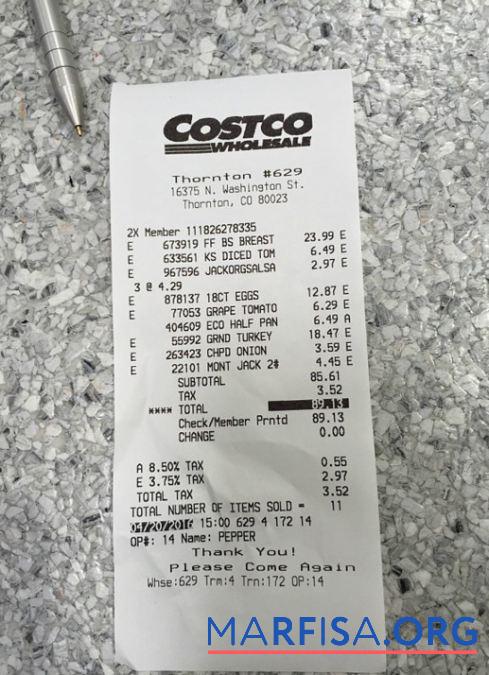 COSTCO
WHOLESALE
Thornton #629
16375 N. Washington St.
Thornton, CO 80023
2X Member 111826278335
E 673919 FF BS BREAST 23.99 E
E 633561 KS DICED TOM 6.49 E
E 967596 JACKORGSALSA 2.97 E
3 @ 4.29
E 878137 18CT EGGS 12.87 E
E 77053 GRAPE TOMATO 6.29 E
404609 ECO HALF PAN 6.49 A
E 55992 GRND TURKEY 18.47 E
E 263423 CHPD ONION 3.59 E
E 22101 MONT JACK 2# 4.45 E
SUBTOTAL 85.61
TAX 3.52
**** TOTAL 89.13
Check/Member Prntd 89.13
CHANGE 0.00
A 8.50% TAX 0.55
E 3.75% TAX 2.97
TOTAL TAX 3.52
TOTAL NUMBER OF ITEMS SOLD = 11
04/20/2016 15:00 629 4 172 14
OP#: 14 Name: PEPPER
Thank You!
Please Come Again
Whse:629 Trm:4 Trn:172 OP:14
MARFISA.ORG